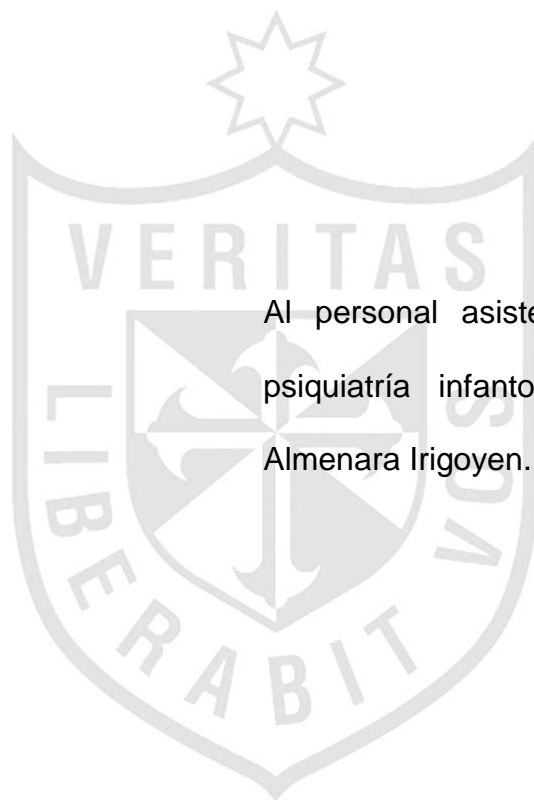 VERITAS
LIBERABIT
VOS
Al personal asiste
psiquiatría infanto
Almenara Irigoyen.